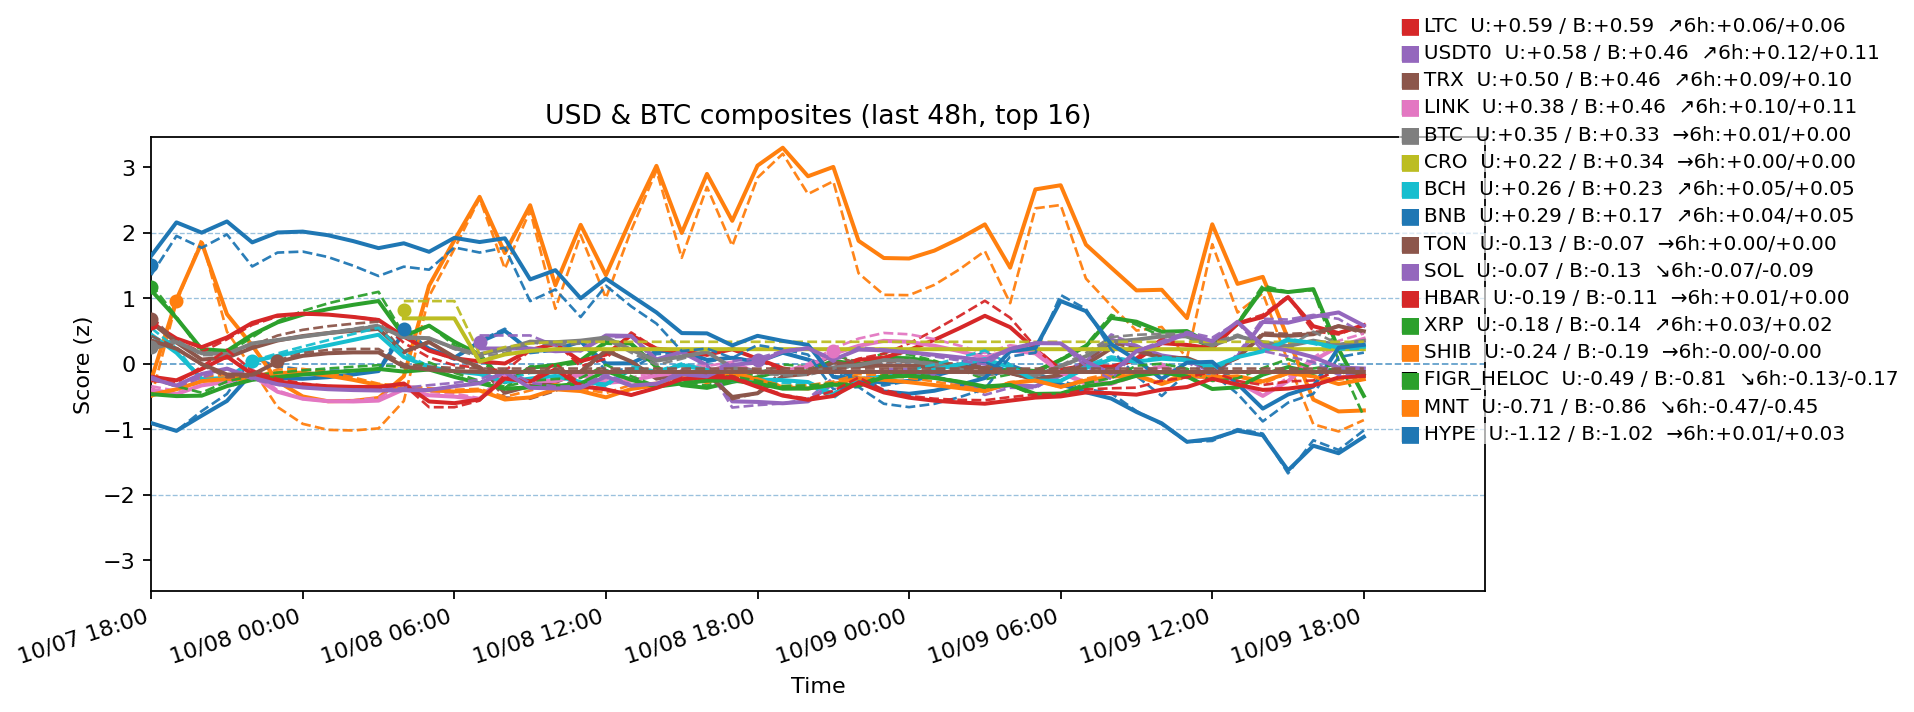 LTC  U:+0.59 / B:+0.59  ↗6h:+0.06/+0.06
USDT0  U:+0.58 / B:+0.46  ↗6h:+0.12/+0.11
TRX  U:+0.50 / B:+0.46  ↗6h:+0.09/+0.10
LINK  U:+0.38 / B:+0.46  ↗6h:+0.10/+0.11
BTC  U:+0.35 / B:+0.33  →6h:+0.01/+0.00
CRO  U:+0.22 / B:+0.34  →6h:+0.00/+0.00
BCH  U:+0.26 / B:+0.23  ↗6h:+0.05/+0.05
BNB  U:+0.29 / B:+0.17  ↗6h:+0.04/+0.05
TON  U:-0.13 / B:-0.07  →6h:+0.00/+0.00
SOL  U:-0.07 / B:-0.13  ↘6h:-0.07/-0.09
HBAR  U:-0.19 / B:-0.11  →6h:+0.01/+0.00
XRP  U:-0.18 / B:-0.14  ↗6h:+0.03/+0.02
SHIB  U:-0.24 / B:-0.19  →6h:-0.00/-0.00
FIGR_HELOC  U:-0.49 / B:-0.81  ↘6h:-0.13/-0.17
MNT  U:-0.71 / B:-0.86  ↘6h:-0.47/-0.45
HYPE  U:-1.12 / B:-1.02  →6h:+0.01/+0.03
USD & BTC composites (last 48h, top 16)
Score (z)
3
2
1
0
−1
−2
−3
10/07 18:00
10/08 00:00
10/08 06:00
10/08 12:00
10/08 18:00
10/09 00:00
10/09 06:00
10/09 12:00
10/09 18:00
Time